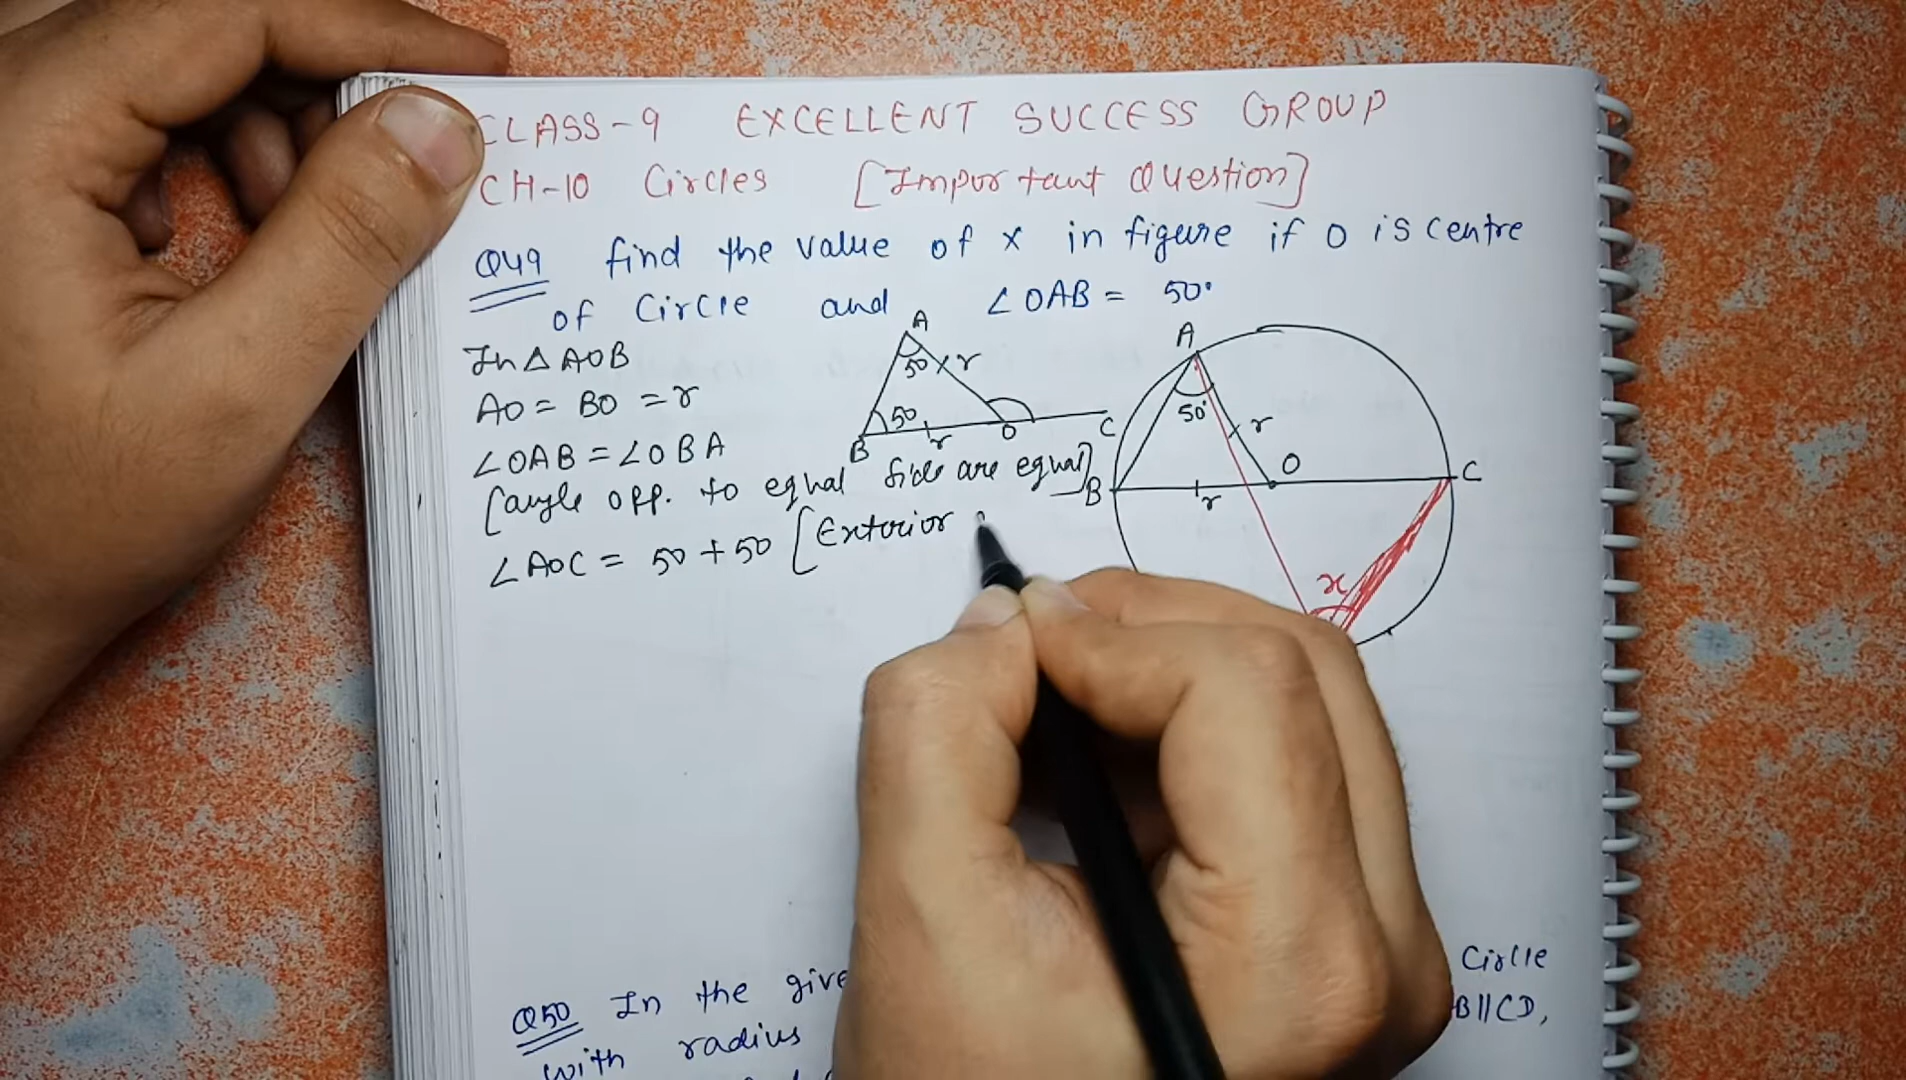 CLASS-9 EXCELLENT SUCCESS GROUP
CH-10 Circles [Important Question]
Q49 find the value of x in figure if O is centre
of Circle and ∠OAB = 50°
In △AOB
AO = BO = r
∠OAB = ∠OBA
[angle opp. to equal sides are equal]
∠AOC = 50 + 50 [Exterior
A
50
r
50
B
r
O
C
A
50°
r
O
B
r
C
x
Q50 In the give
Circle
with radius
B||CD,